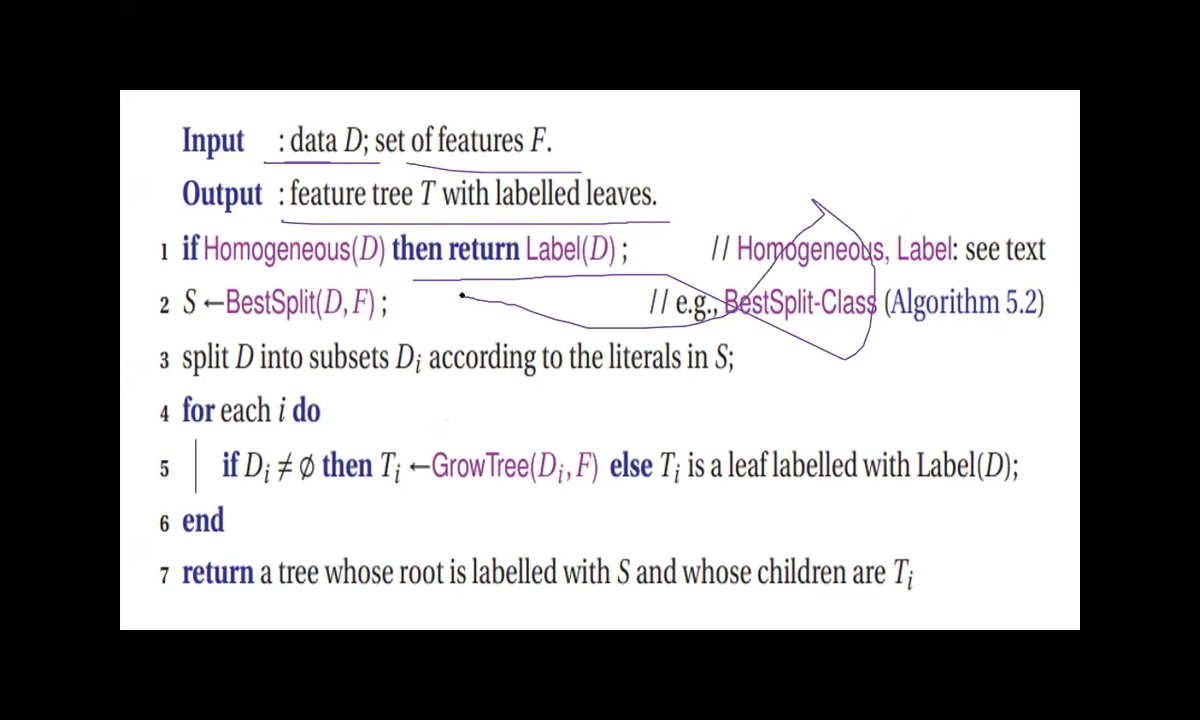 Input : data D; set of features F.
Output : feature tree T with labelled leaves.
1 if Homogeneous(D) then return Label(D) ; // Homogeneous, Label: see text
2 S ←BestSplit(D, F) ; // e.g., BestSplit-Class (Algorithm 5.2)
3 split D into subsets Di according to the literals in S;
4 for each i do
5 if Di ≠ ∅ then Ti ←GrowTree(Di, F) else Ti is a leaf labelled with Label(D);
6 end
7 return a tree whose root is labelled with S and whose children are Ti